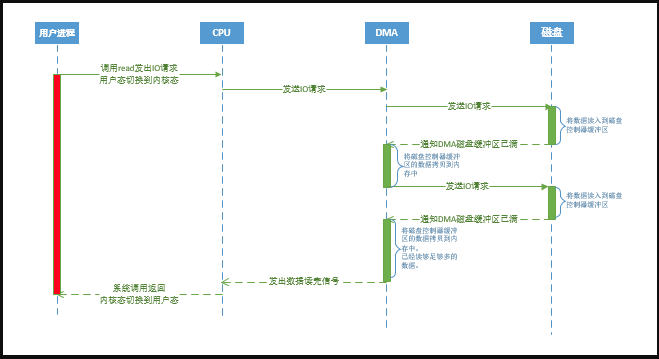 用户进程
CPU
DMA
磁盘
调用read发出IO请求
用户态切换到内核态
发送IO请求
发送IO请求
将数据读入到磁盘
控制器缓冲区
通知DMA磁盘缓冲区已满
将磁盘控制器缓冲
区的数据拷贝到内
存中
发送IO请求
将数据读入到磁盘
控制器缓冲区
通知DMA磁盘缓冲区已满
将磁盘控制器缓冲
区的数据拷贝到内
存中。
已经读够足够多的
数据。
发出数据读完信号
系统调用返回
内核态切换到用户态